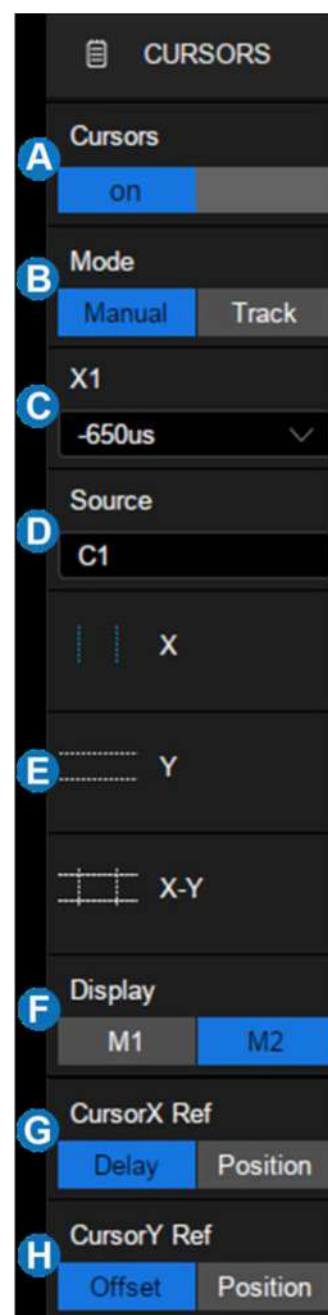 CURSORS
A
Cursors
on
B
Mode
Manual Track
C
X1
-650us
D
Source
C1
X
E
Y
X-Y
F
Display
M1 M2
G
CursorX Ref
Delay Position
H
CursorY Ref
Offset Position